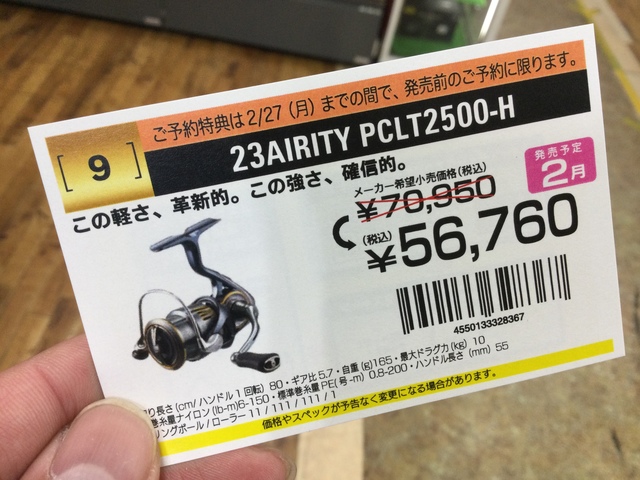 ご予約特典は2/27（月）までの間で、発売前のご予約に限ります。
[ 9 ]
23AIRITY PCLT2500-H
この軽さ、革新的。この強さ、確信的。
発売予定
2月
メーカー希望小売価格(税込)
¥70,950
(税込)
¥56,760
4550133328367
り長さ(cm/ハンドル1回転) 80・ギア比5.7・自重(g)165・最大ドラグ力(kg) 10
糸量ナイロン(lb-m)6-150・標準巻糸量PE(号-m) 0.8-200・ハンドル長さ (mm) 55
リングボール/ローラー 11 / 111 / 111 / 1
価格やスペックが予告なく変更になる場合があります。